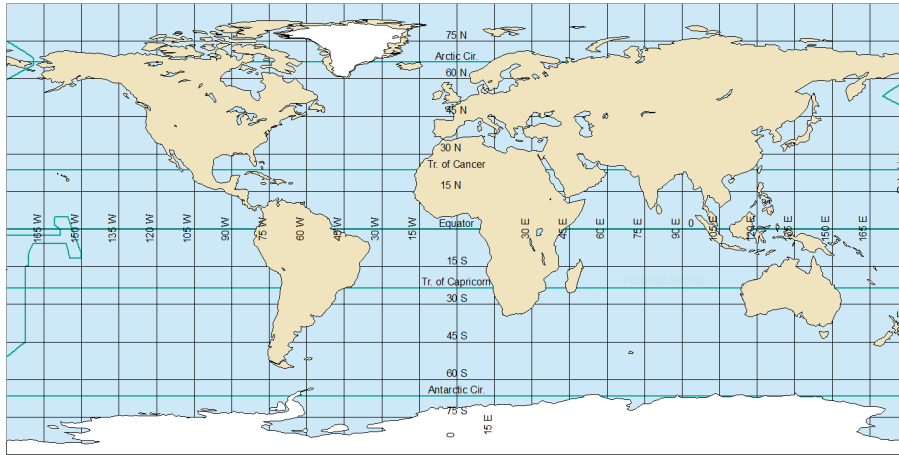 75 N
Arctic Cir.
60 N
45 N
30 N
Tr. of Cancer
15 N
165 W
150 W
135 W
120 W
105 W
90 W
75 W
60 W
45 W
30 W
15 W
Equator
30 E
45 E
60 E
75 E
90 E
0
105 E
120 E
135 E
150 E
165 E
15 S
Tr. of Capricorn
30 S
45 S
60 S
Antarctic Cir.
75 S
0
15 E